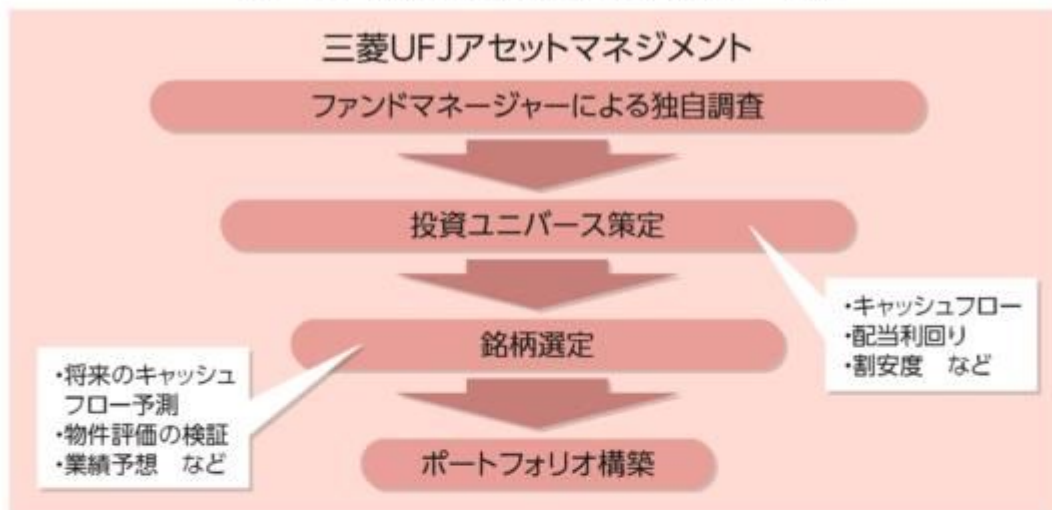 三菱UFJアセットマネジメント
ファンドマネージャーによる独自調査
投資ユニバース策定
・キャッシュフロー
・配当利回り
・割安度　など
銘柄選定
・将来のキャッシュ
フロー予測
・物件評価の検証
・業績予想　など
ポートフォリオ構築